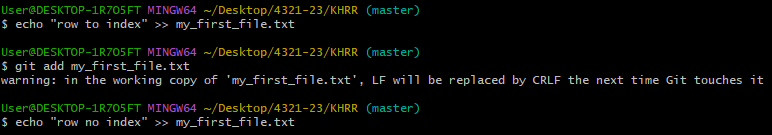 User@DESKTOP-1R7O5FT MINGW64 ~/Desktop/4321-23/KHRR (master)
$ echo "row to index" >> my_first_file.txt
User@DESKTOP-1R7O5FT MINGW64 ~/Desktop/4321-23/KHRR (master)
$ git add my_first_file.txt
warning: in the working copy of 'my_first_file.txt', LF will be replaced by CRLF the next time Git touches it
User@DESKTOP-1R7O5FT MINGW64 ~/Desktop/4321-23/KHRR (master)
$ echo "row no index" >> my_first_file.txt